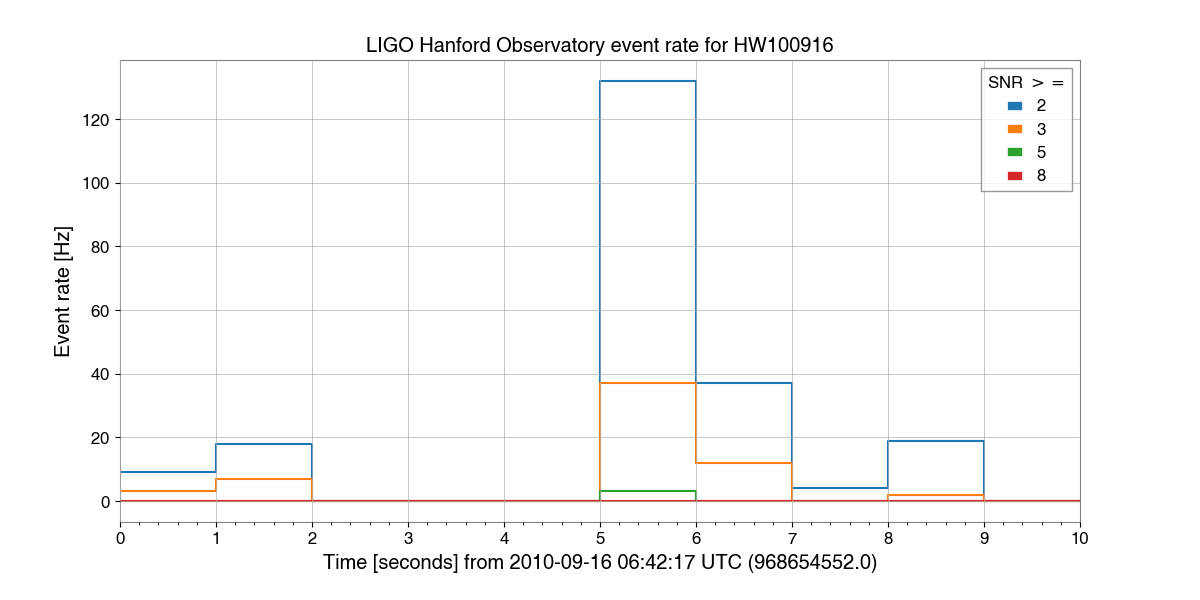 LIGO Hanford Observatory event rate for HW100916
SNR > =
2
3
5
8
Event rate [Hz]
120
100
80
60
40
20
0
0 1 2 3 4 5 6 7 8 9 10
Time [seconds] from 2010-09-16 06:42:17 UTC (968654552.0)